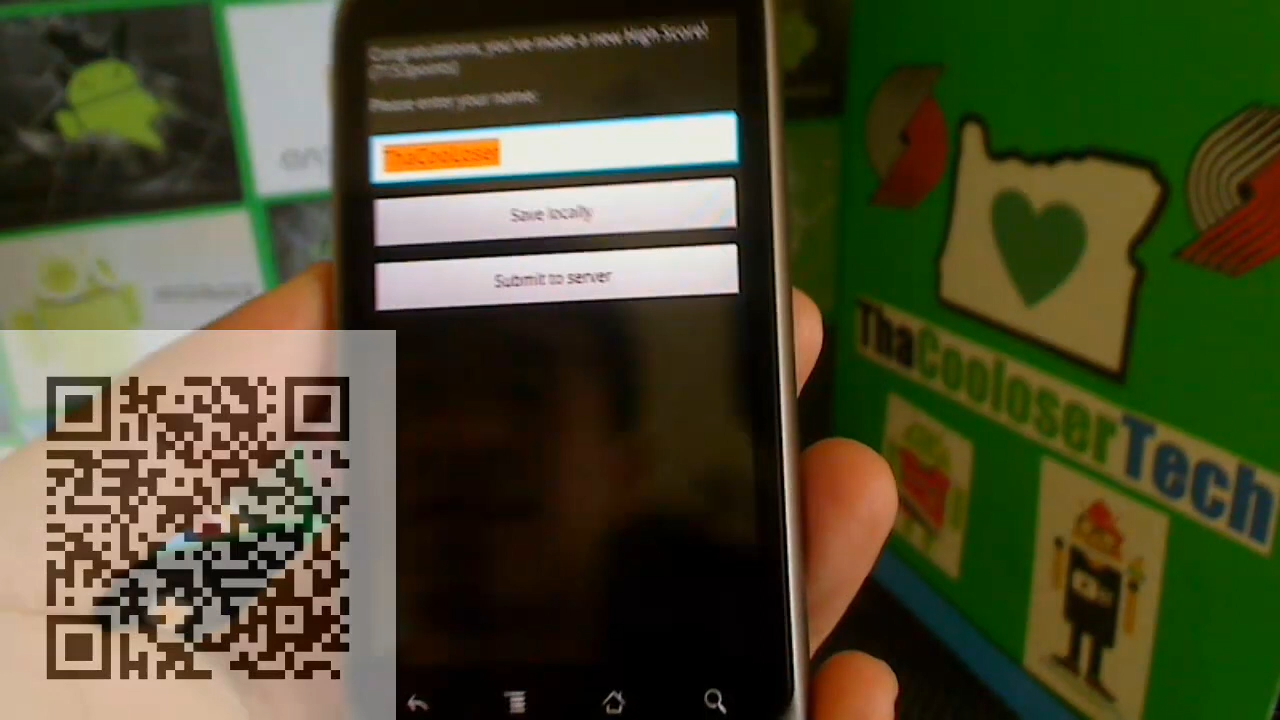 Congratulations, you've made a new High Score!
Please enter your name:
ThaCooLoser
Save locally
Submit to server
ThaCooloserTech